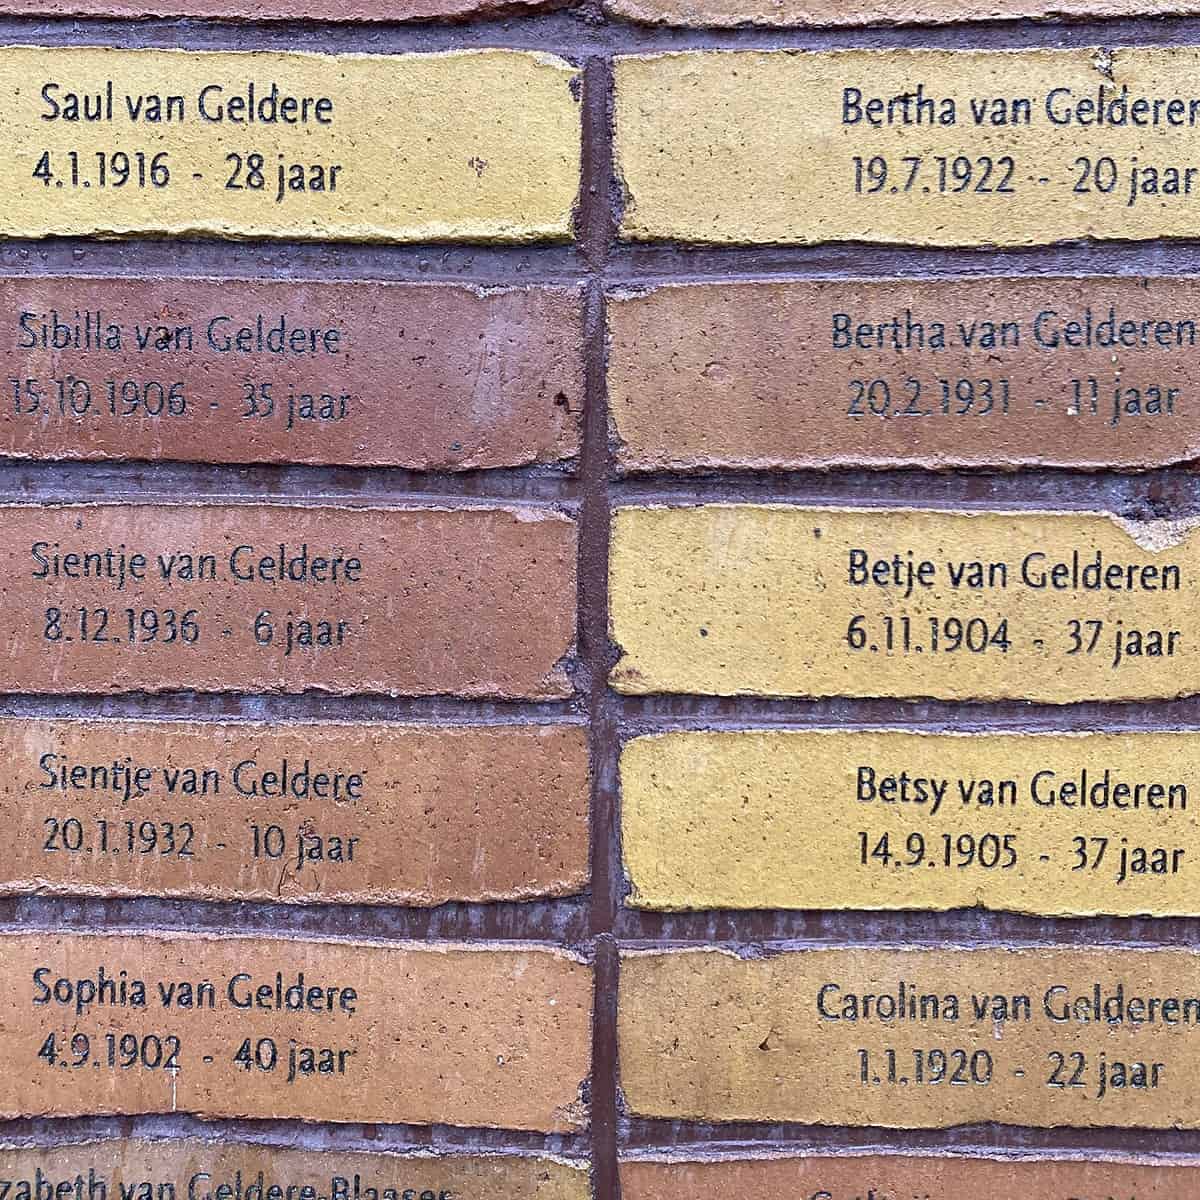 Saul van Geldere
4.1.1916 - 28 jaar
Sibilla van Geldere
15.10.1906 - 35 jaar
Sientje van Geldere
8.12.1936 - 6 jaar
Sientje van Geldere
20.1.1932 - 10 jaar
Sophia van Geldere
4.9.1902 - 40 jaar
van Geldere-Blaaser
Bertha van Gelderen
19.7.1922 - 20 jaar
Bertha van Gelderen
20.2.1931 - 11 jaar
Betje van Gelderen
6.11.1904 - 37 jaar
Betsy van Gelderen
14.9.1905 - 37 jaar
Carolina van Gelderen
1.1.1920 - 22 jaar